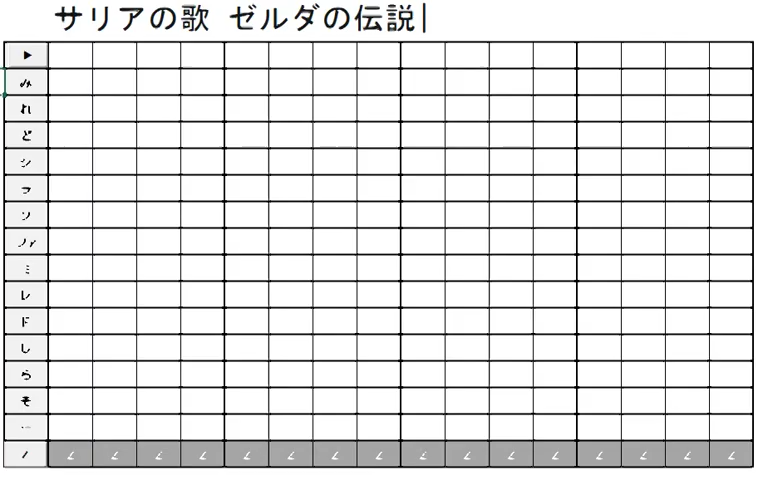 サリアの歌 ゼルダの伝説
▶
み
れ
ど
シ
ラ
ソ
ファ
ミ
レ
ド
し
ら
そ